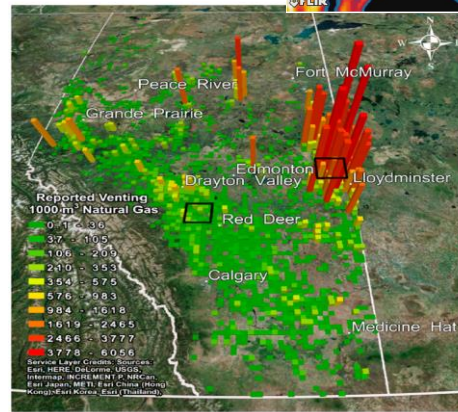 FLIR
N
W
Fort McMurray
Peace River
Grande Prairie
Edmonton
Lloydminster
Drayton Valley
Red Deer
Calgary
Medicine Hat
Reported Venting
1000 m³ Natural Gas
0.1 - 36
37 - 105
106 - 209
210 - 353
354 - 575
576 - 983
984 - 1618
1619 - 2465
2466 - 3777
3778 - 6056
Service Layer Credits: Sources:
Esri, HERE, DeLorme, USGS,
Intermap, INCREMENT P, NRCan,
Esri Japan, METI, Esri China (Hong
Kong), Esri Korea, Esri (Thailand),